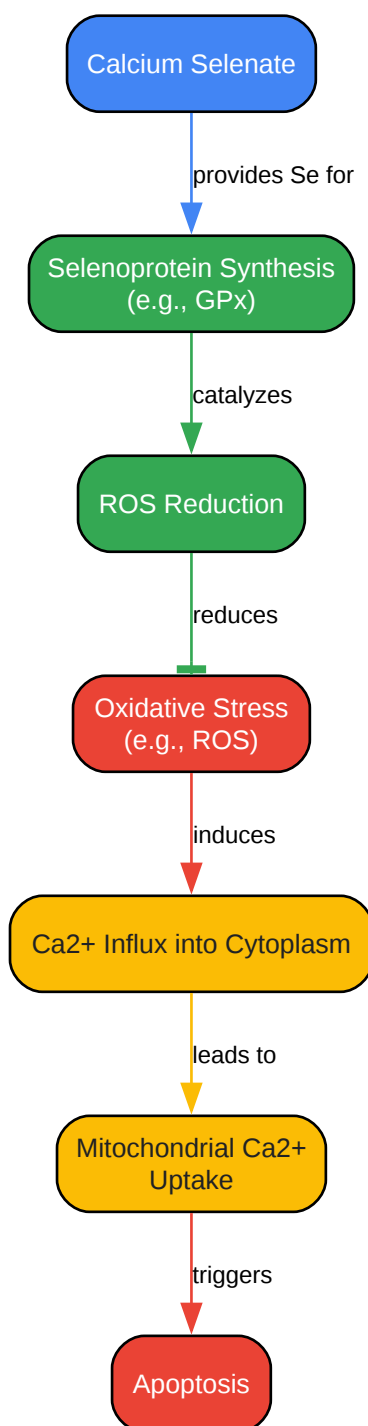 Calcium Selenate
provides Se for
Selenoprotein Synthesis
(e.g., GPx)
catalyzes
ROS Reduction
reduces
Oxidative Stress
(e.g., ROS)
induces
Ca2+ Influx into Cytoplasm
leads to
Mitochondrial Ca2+
Uptake
triggers
Apoptosis